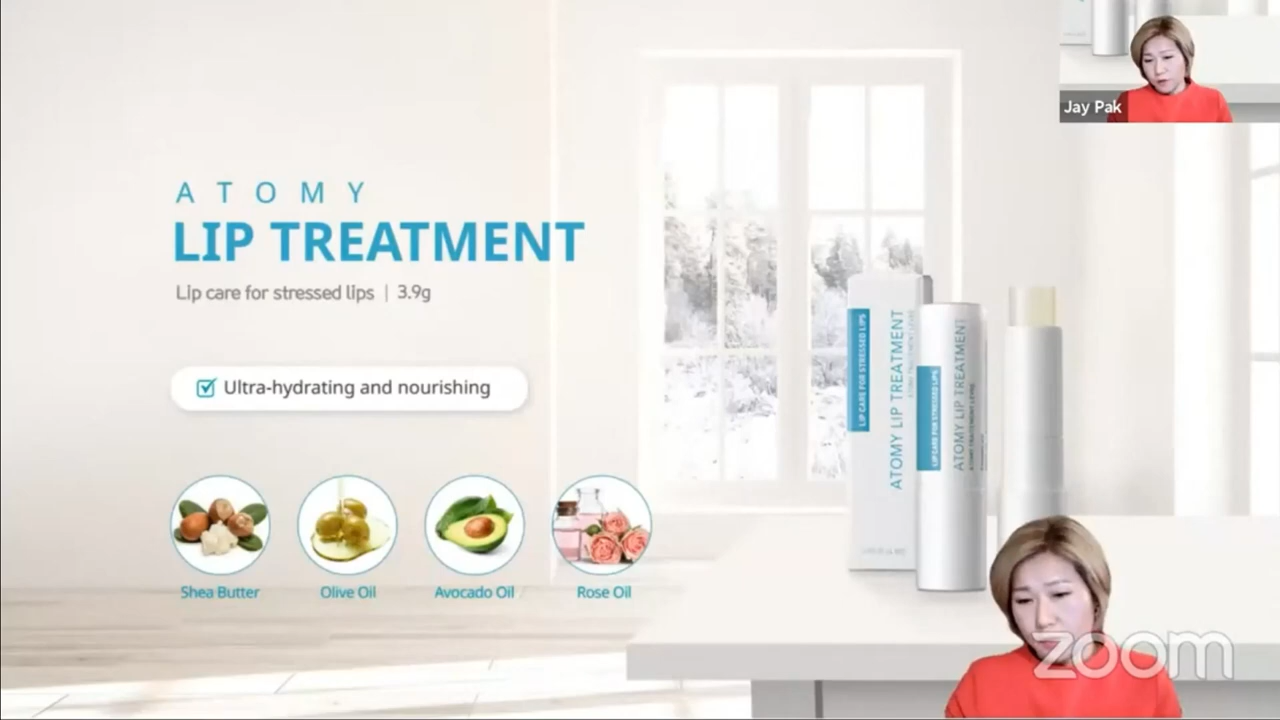 Jay Pak
ATOMY
LIP TREATMENT
Lip care for stressed lips | 3.9g
Ultra-hydrating and nourishing
Shea Butter
Olive Oil
Avocado Oil
Rose Oil
LIP CARE FOR STRESSED LIPS
ATOMY LIP TREATMENT
LIP CARE FOR STRESSED LIPS
ATOMY LIP TREATMENT
zoom